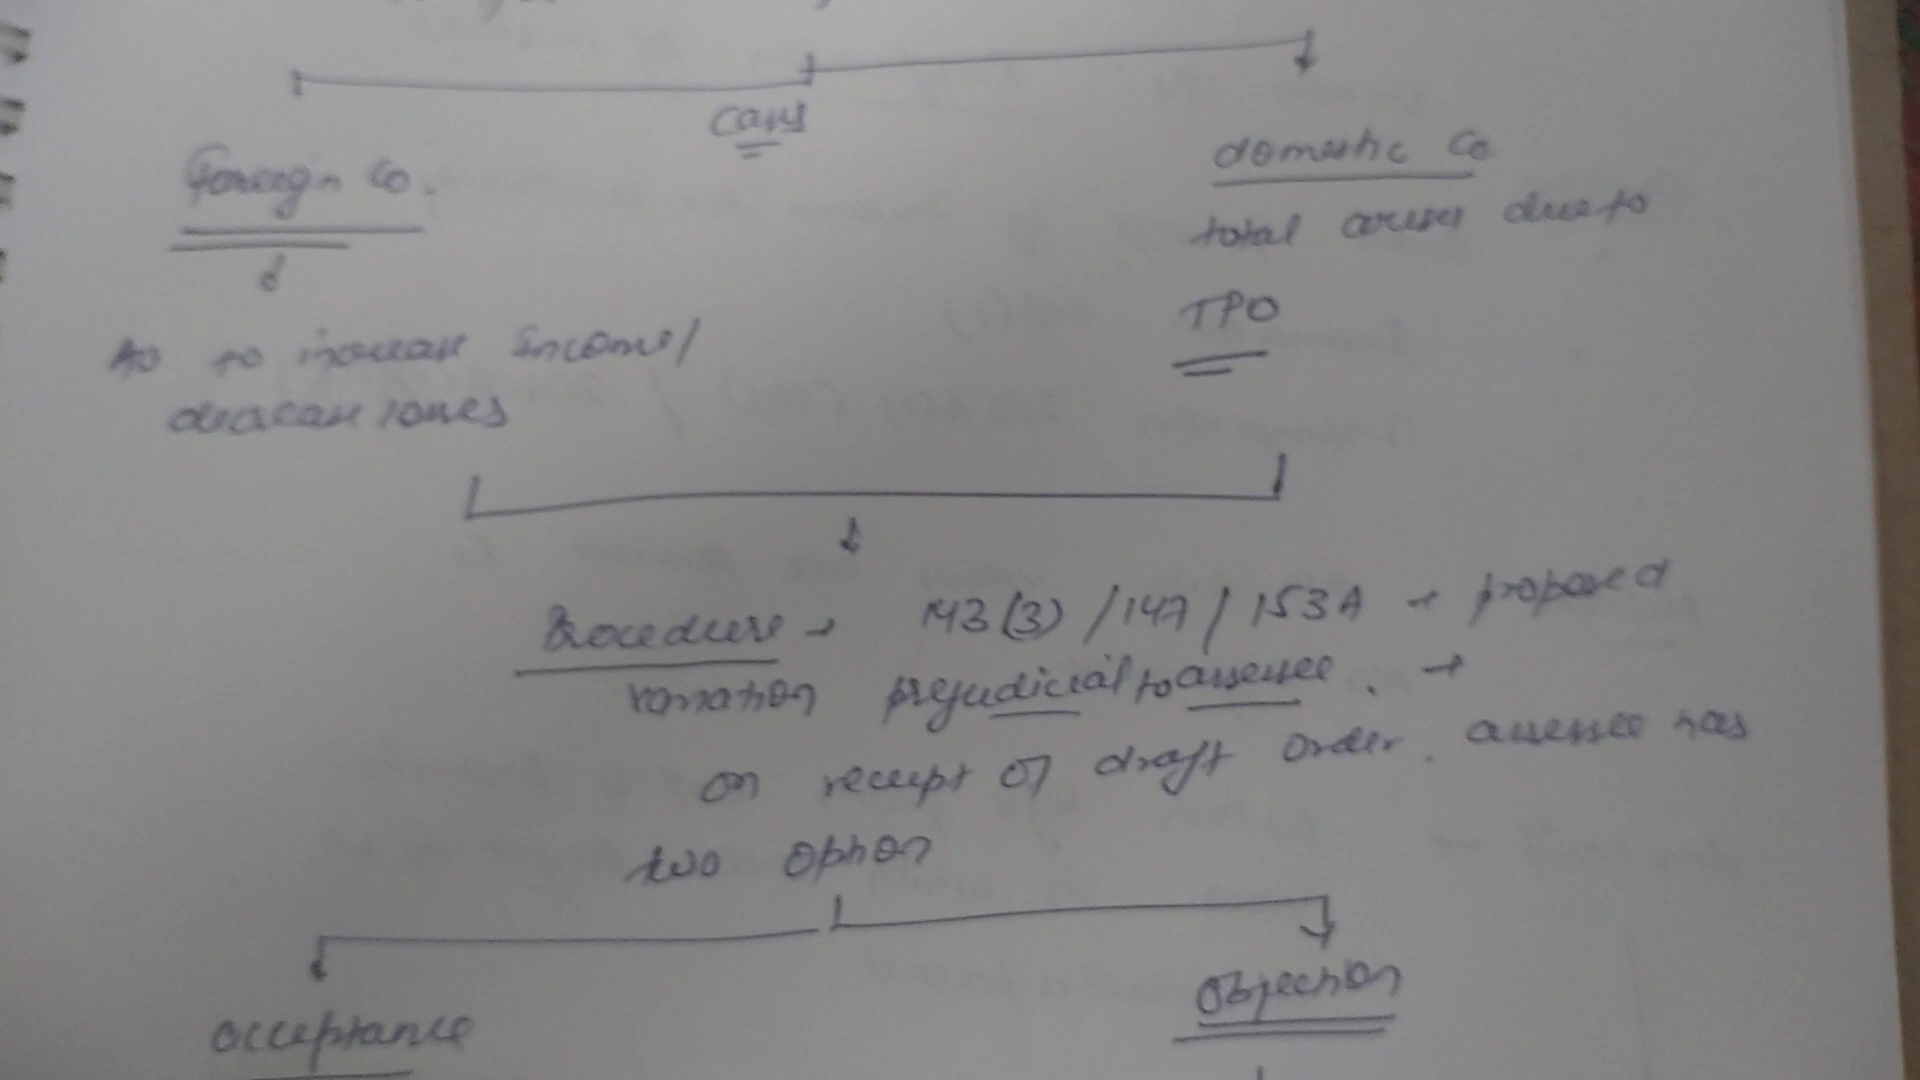 Cases
Foreign Co.
domestic Co
total arises due to
TPO
AO to increase income/
decrease losses
Procedure → 143(3) / 147 / 153A → proposed
variation prejudicial to assessee. →
on receipt of draft order. assessee has
two option
acceptance
Objection